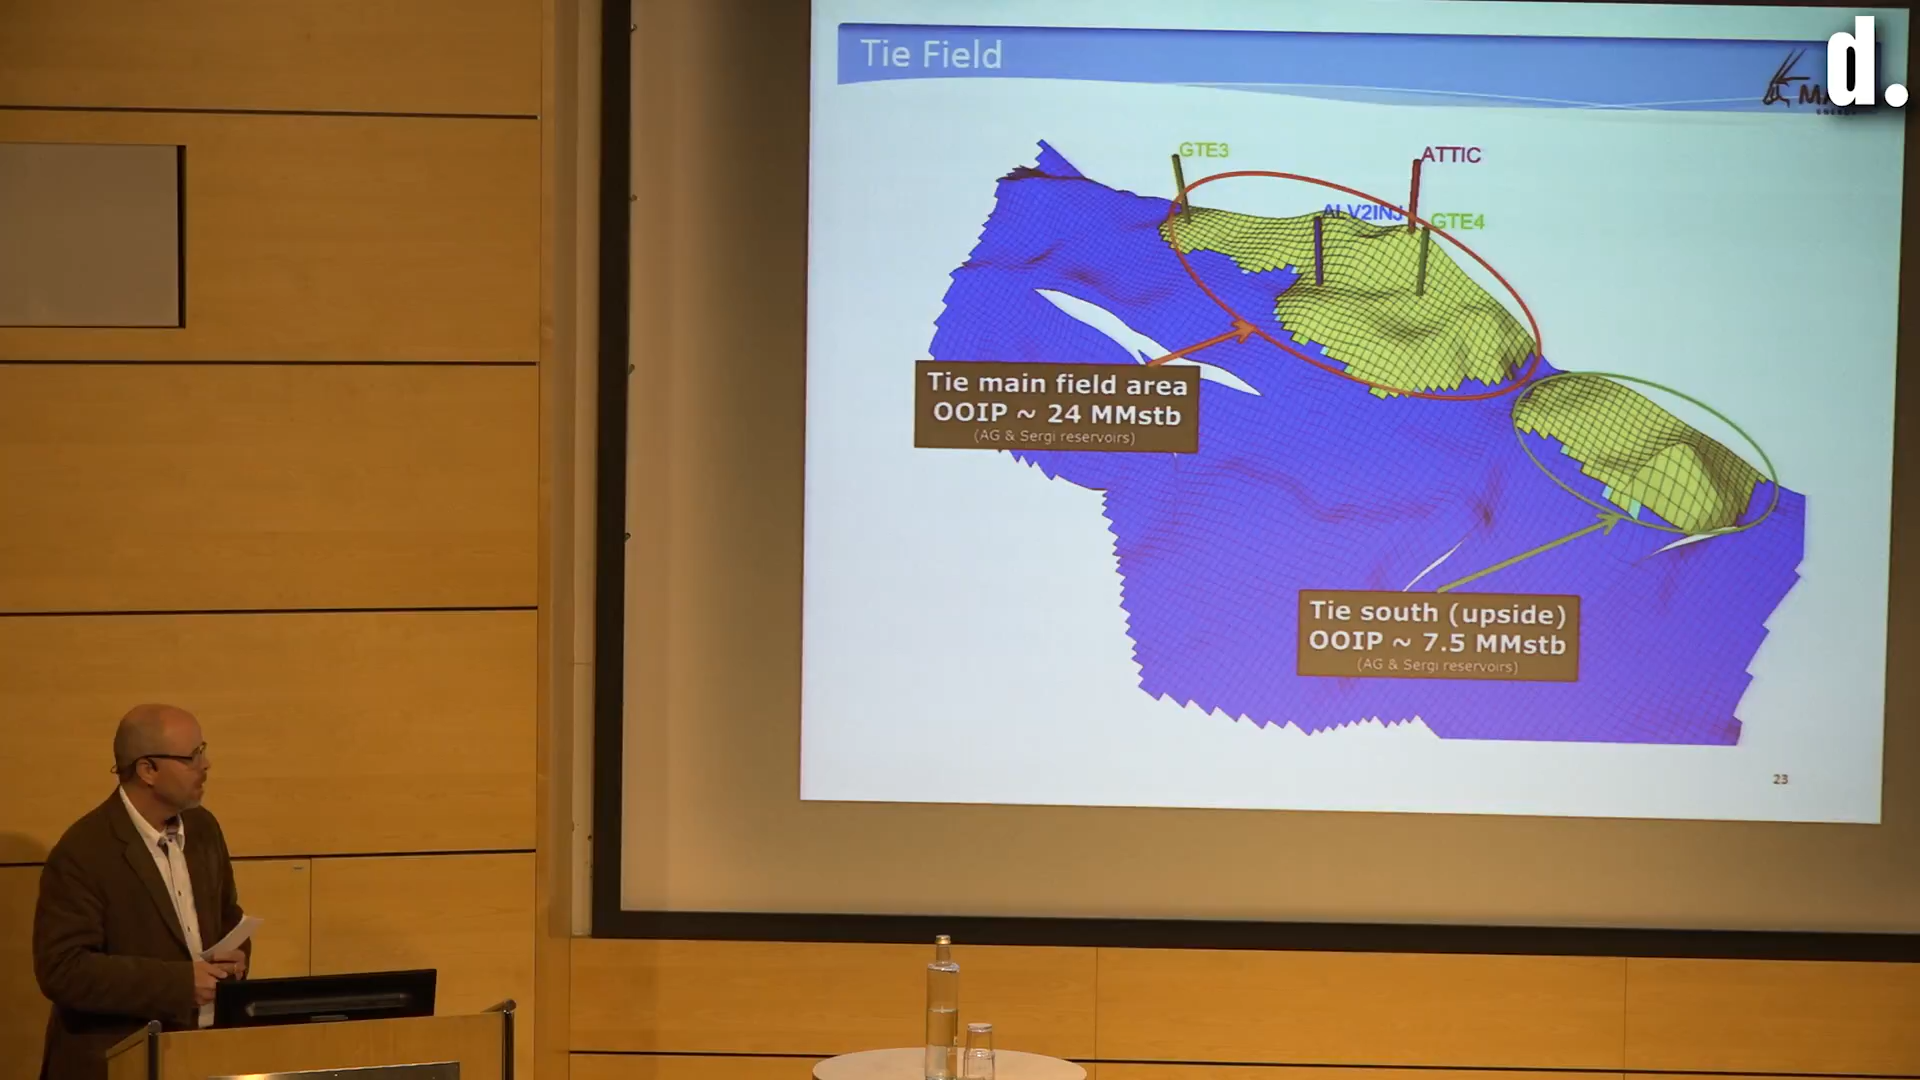 Tie Field
d.
GTE3
ATTIC
ALV2INJ
GTE4
Tie main field area
OOIP ~ 24 MMstb
(AG & Sergi reservoirs)
Tie south (upside)
OOIP ~ 7.5 MMstb
(AG & Sergi reservoirs)
23